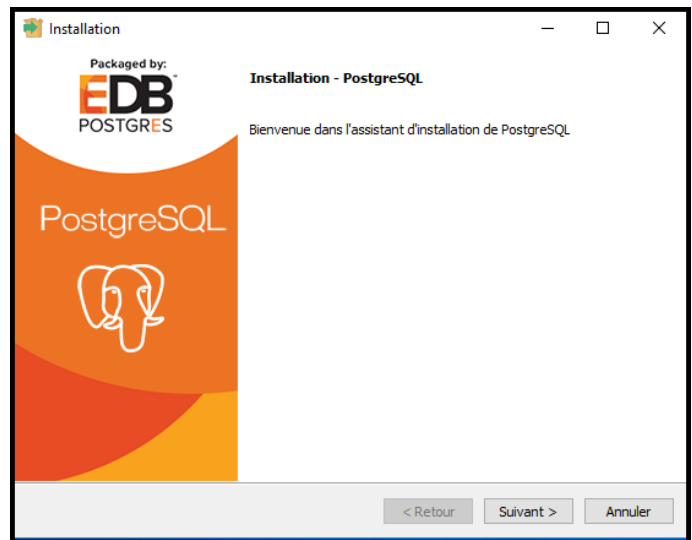 Installation
Packaged by:
EDB
POSTGRES
PostgreSQL
Installation - PostgreSQL
Bienvenue dans l'assistant d'installation de PostgreSQL
< Retour
Suivant >
Annuler